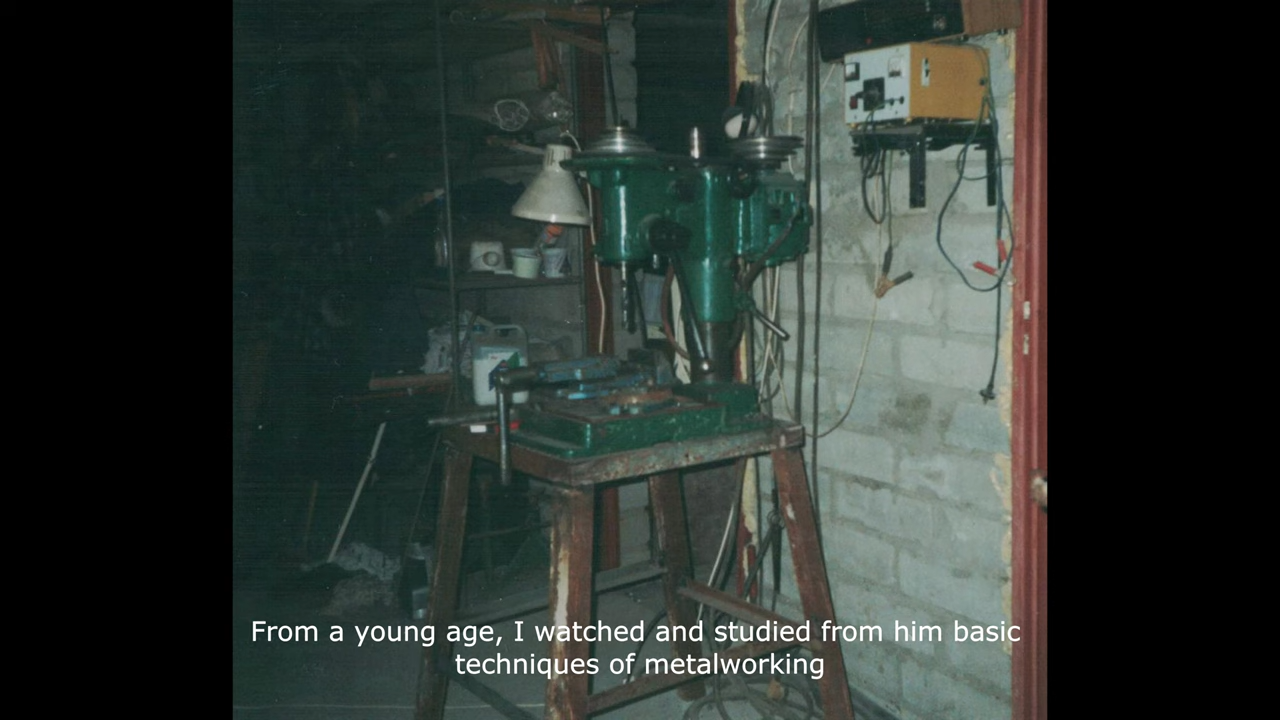 From a young age, I watched and studied from him basic
techniques of metalworking